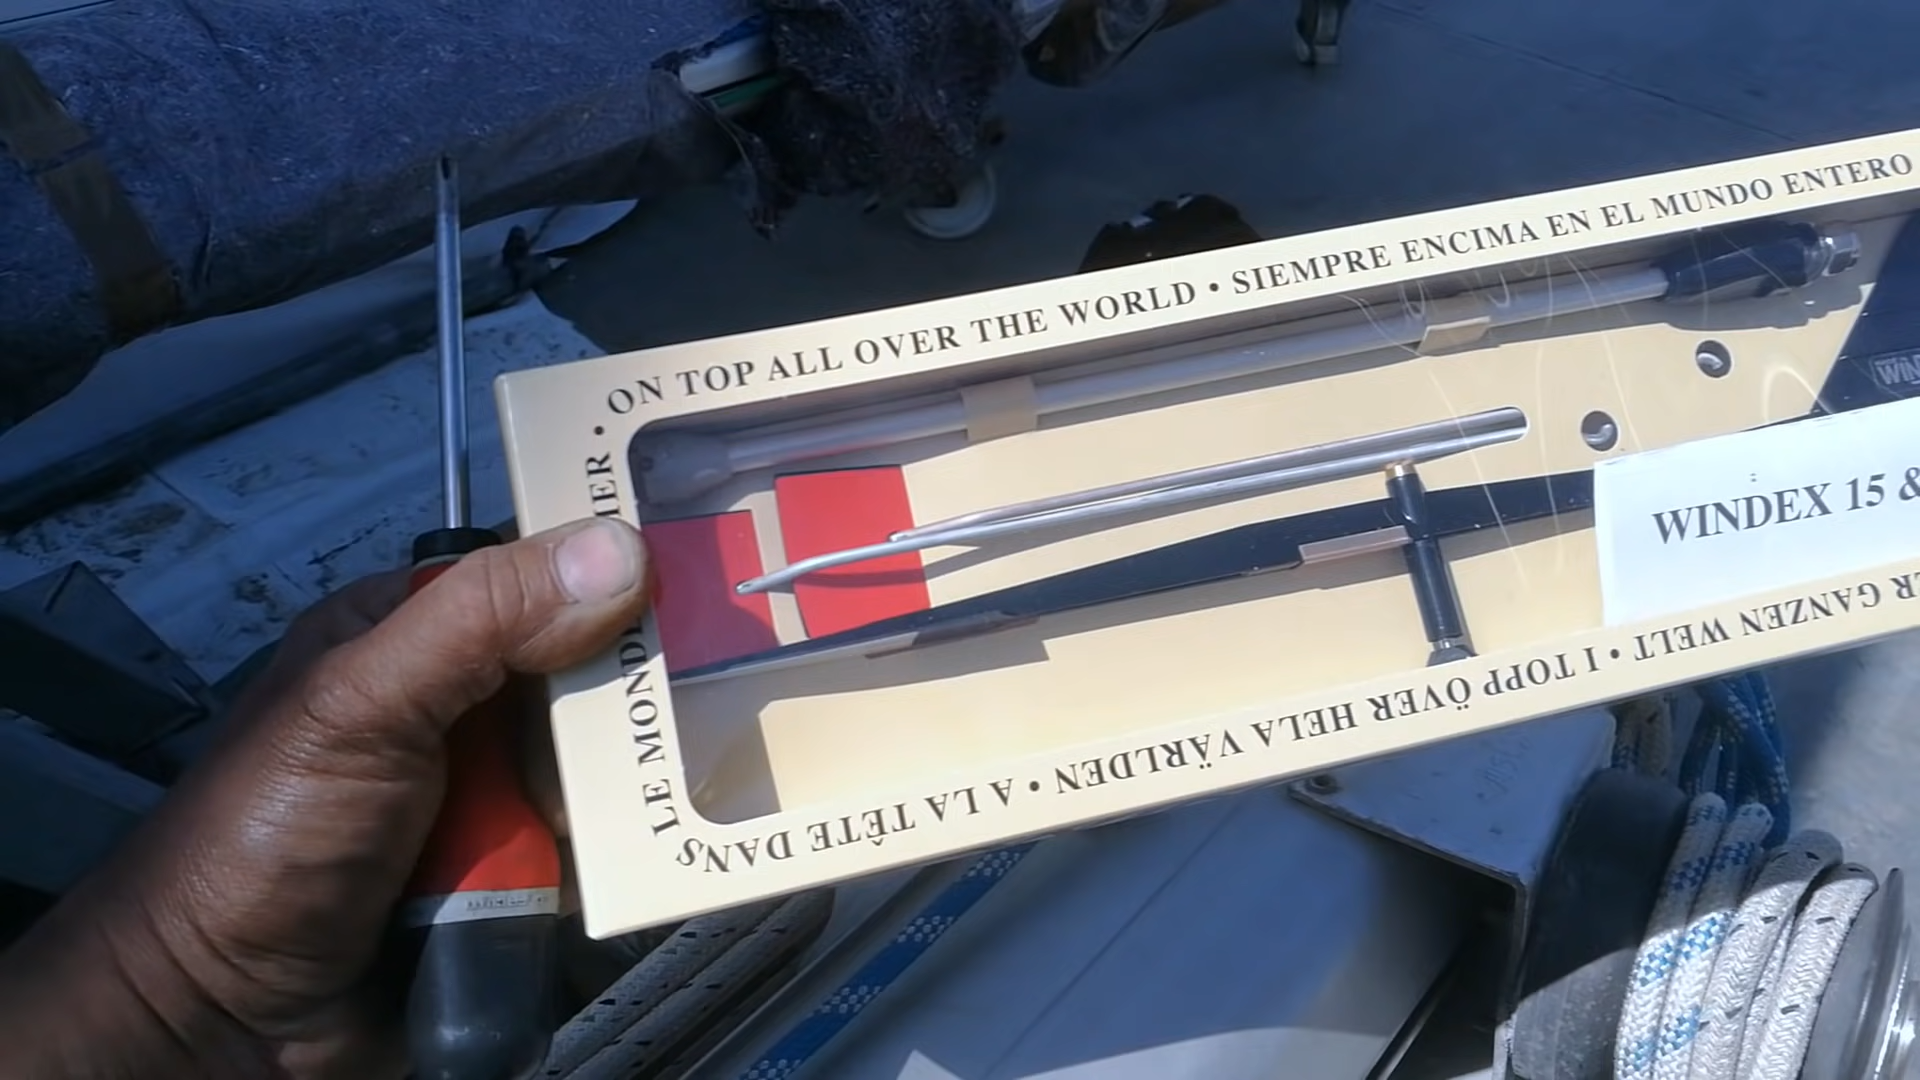 ON TOP ALL OVER THE WORLD • SIEMPRE ENCIMA EN EL MUNDO ENTERO
WINDEX 15 &
GANZEN WELT • I TOPP ÖVER HELA VÄRLDEN • A LA TÊTE DANS
LE MONDE